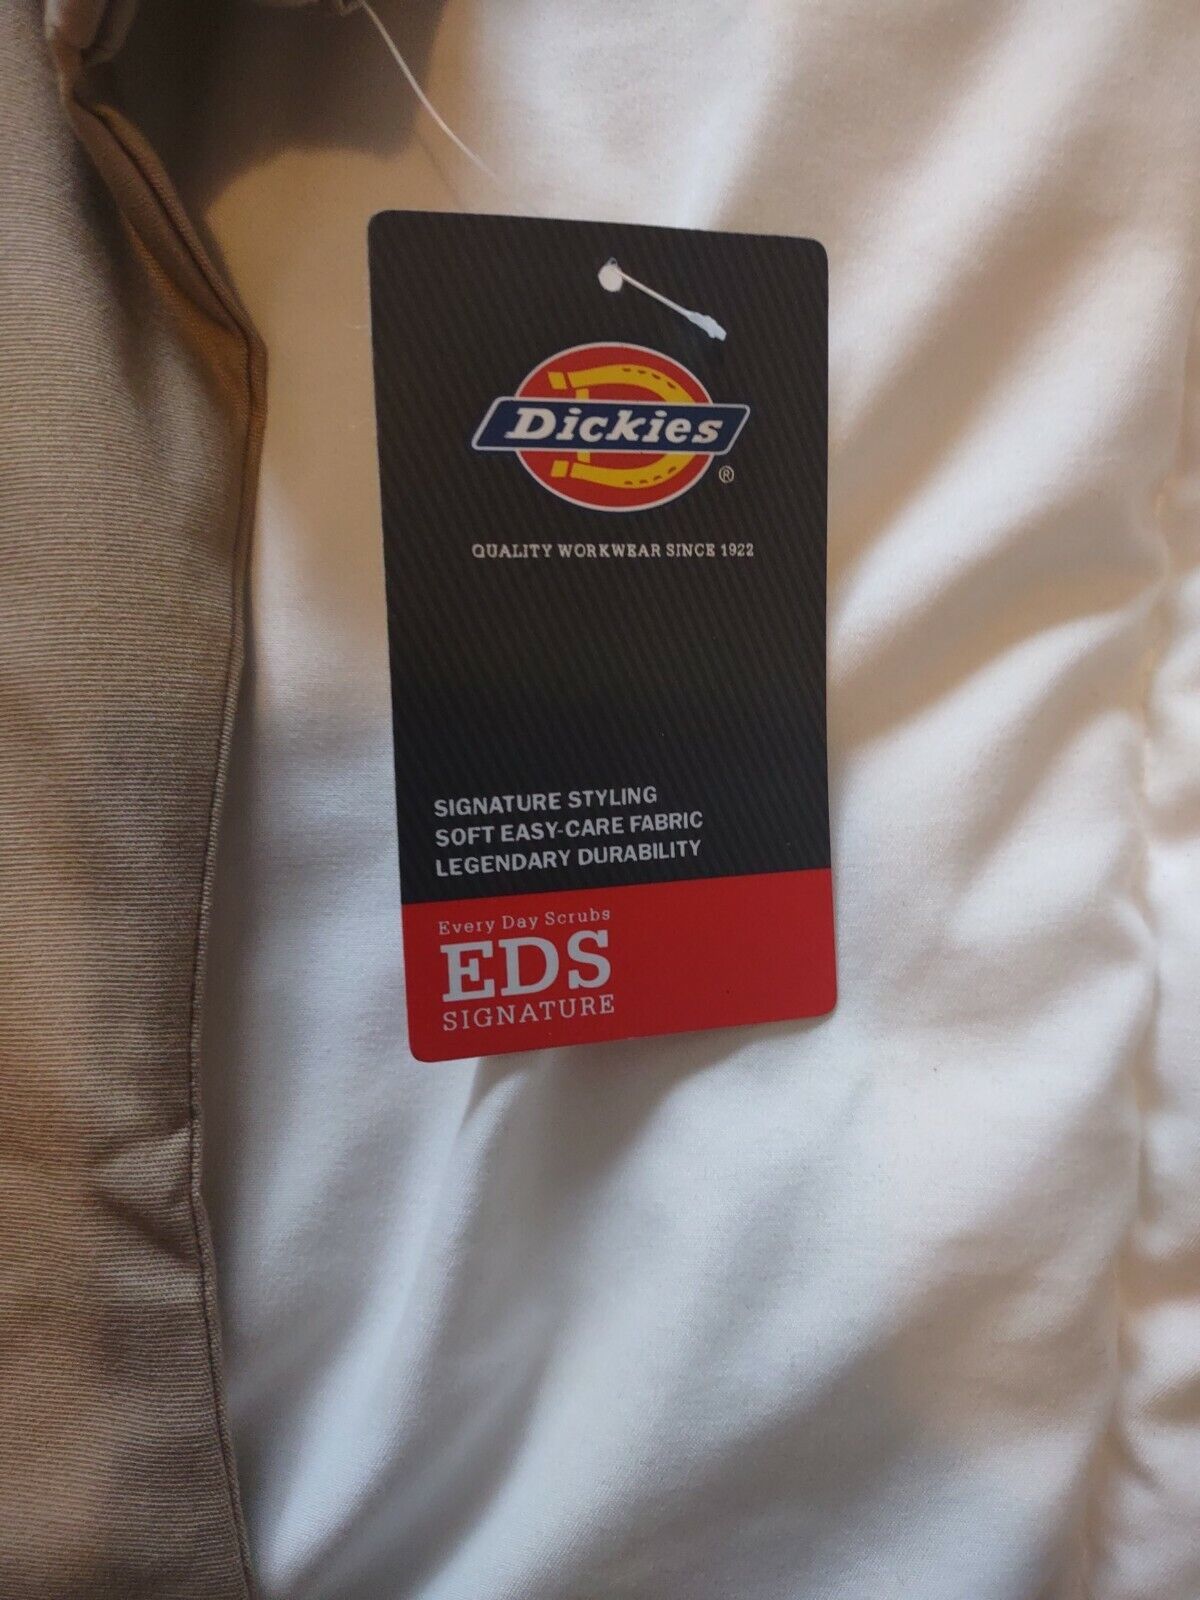 Dickies
®
QUALITY WORKWEAR SINCE 1922
SIGNATURE STYLING
SOFT EASY-CARE FABRIC
LEGENDARY DURABILITY
Every Day Scrubs
EDS
SIGNATURE